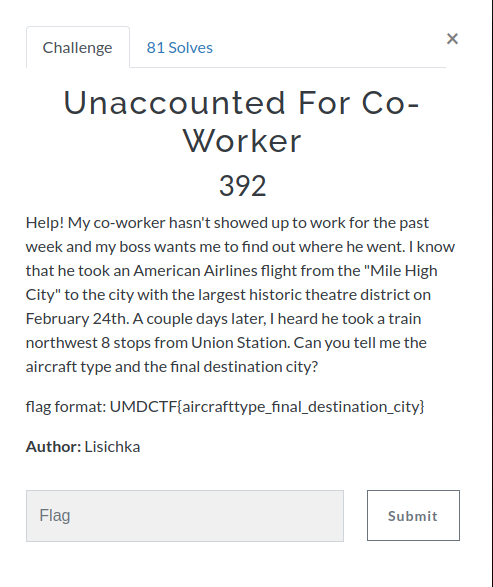 Challenge
81 Solves
×
Unaccounted For Co-
Worker
392
Help! My co-worker hasn't showed up to work for the past
week and my boss wants me to find out where he went. I know
that he took an American Airlines flight from the "Mile High
City" to the city with the largest historic theatre district on
February 24th. A couple days later, I heard he took a train
northwest 8 stops from Union Station. Can you tell me the
aircraft type and the final destination city?
flag format: UMDCTF{aircrafttype_final_destination_city}
Author: Lisichka
Flag
Submit